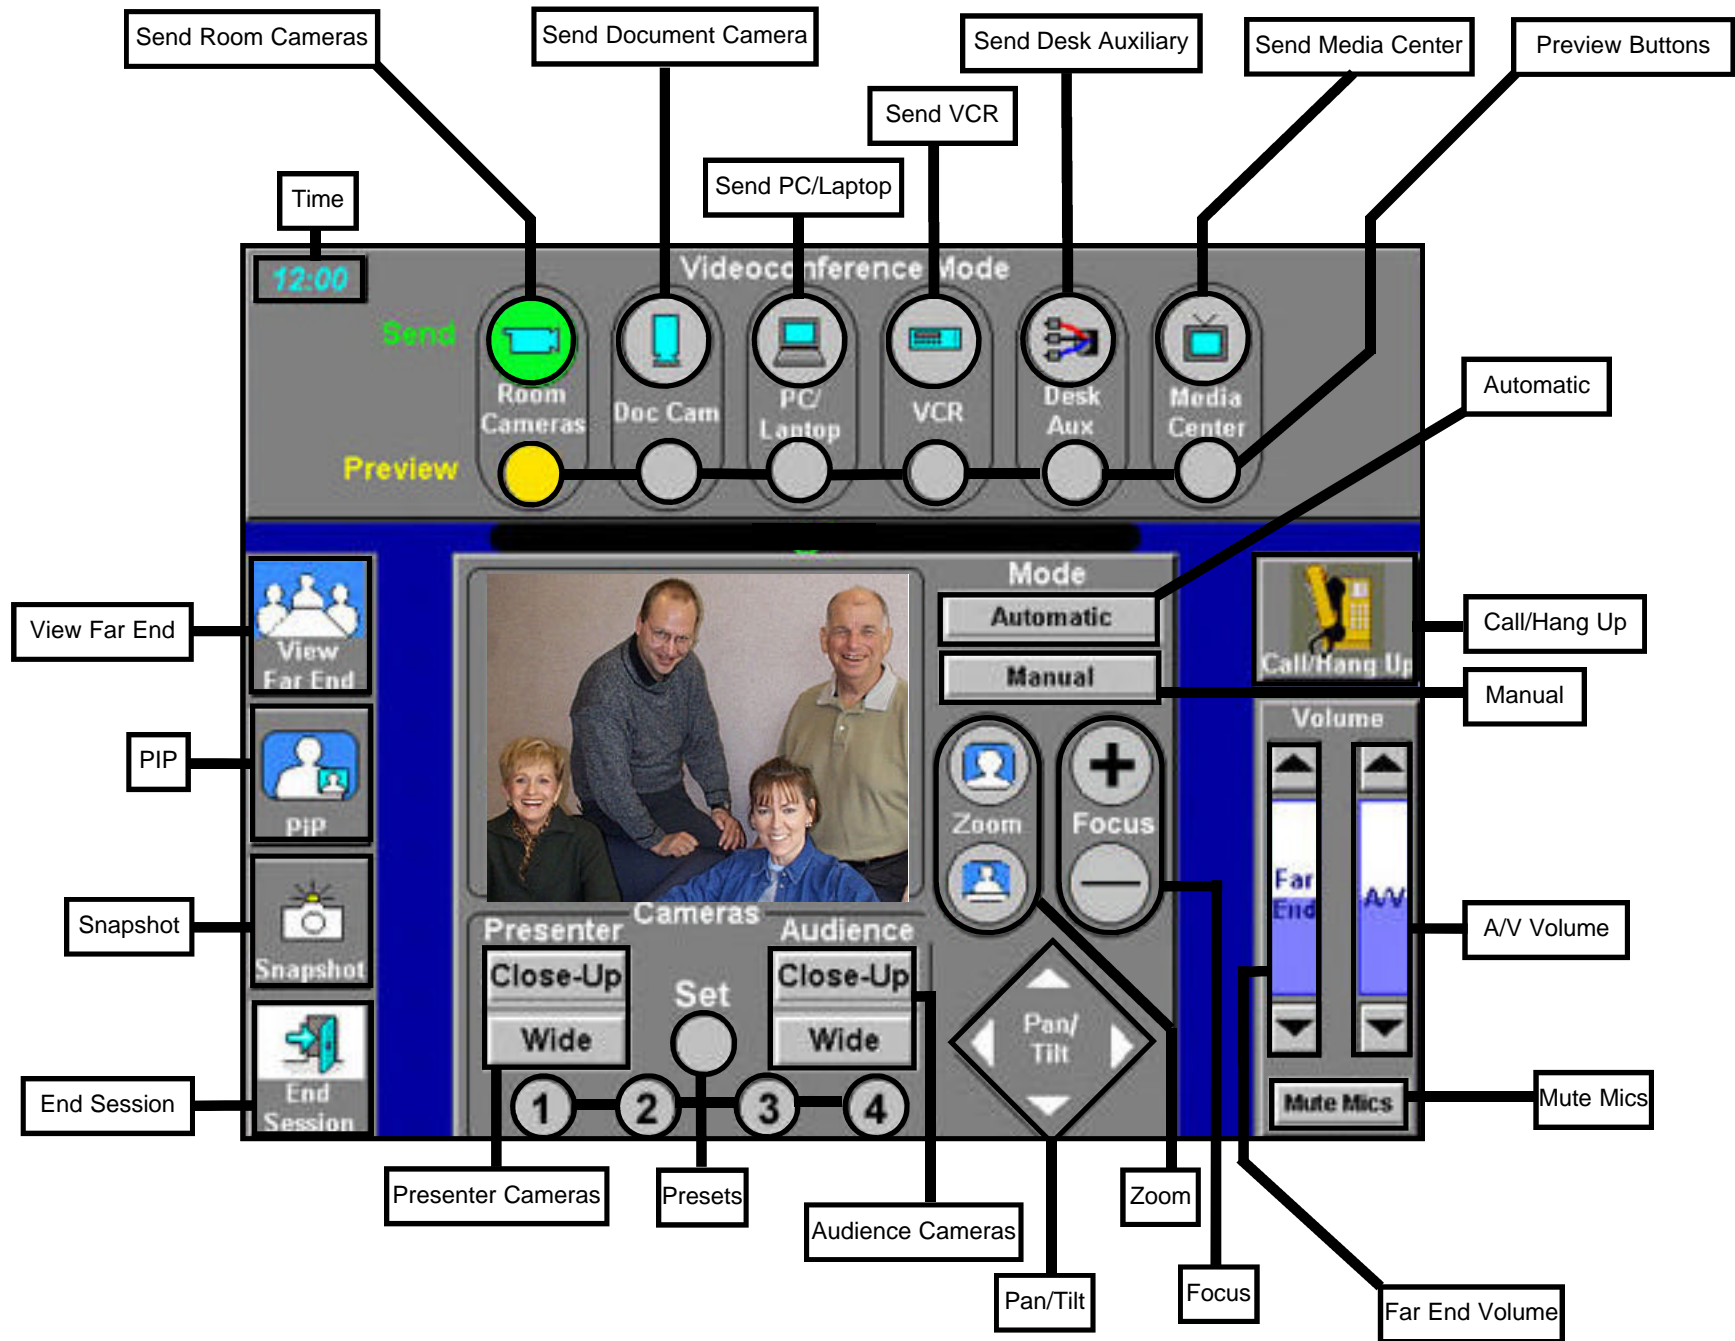 Send Room Cameras
Send Document Camera
Send Desk Auxiliary
Send Media Center
Preview Buttons
Send VCR
Send PC/Laptop
Time
12:00
Videoconference Mode
Send
Room
Cameras
Doc Cam
PC/
Laptop
VCR
Desk
Aux
Media
Center
Preview
Automatic
View Far End
View
Far End
Mode
Automatic
Manual
Call/Hang Up
Call/Hang Up
Manual
PIP
PiP
Zoom
Focus
Volume
Far
End
A/V
A/V Volume
Snapshot
Snapshot
Cameras
Presenter
Close-Up
Wide
Set
Audience
Close-Up
Wide
1
2
3
4
Pan/
Tilt
End Session
End
Session
Mute Mics
Mute Mics
Presenter Cameras
Presets
Audience Cameras
Zoom
Pan/Tilt
Focus
Far End Volume